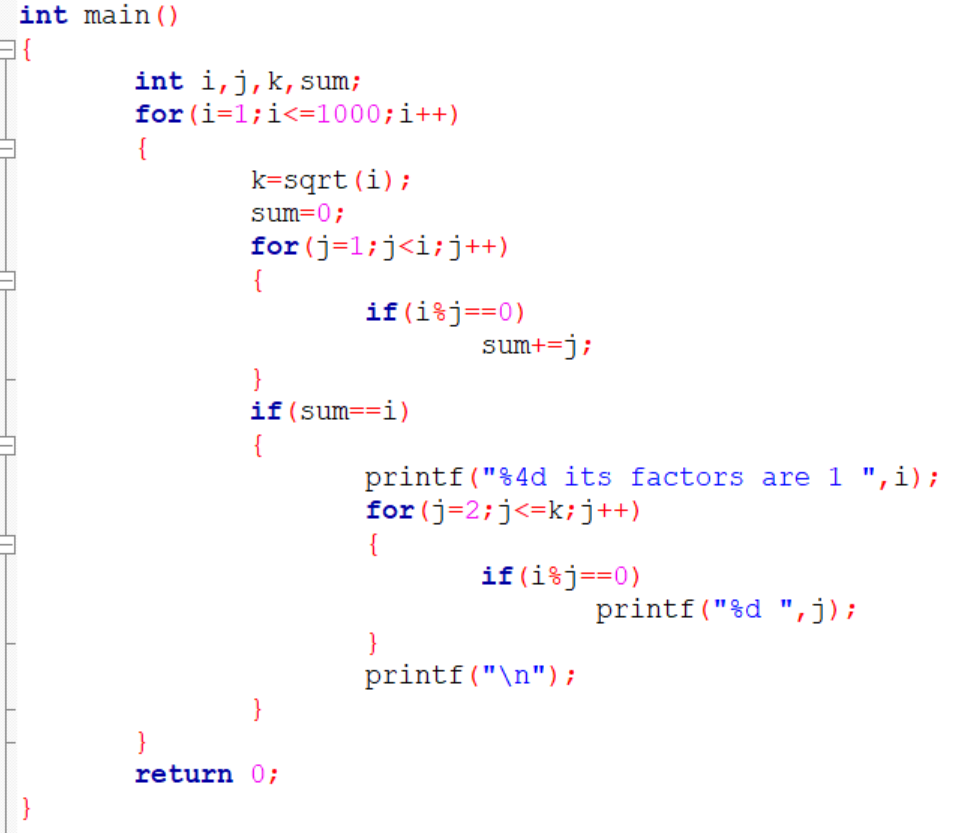 int main()
{
int i,j,k,sum;
for(i=1;i<=1000;i++)
{
k=sqrt(i);
sum=0;
for(j=1;j<i;j++)
{
if(i%j==0)
sum+=j;
}
if(sum==i)
{
printf("%4d its factors are 1 ",i);
for(j=2;j<=k;j++)
{
if(i%j==0)
printf("%d ",j);
}
printf("\n");
}
}
return 0;
}